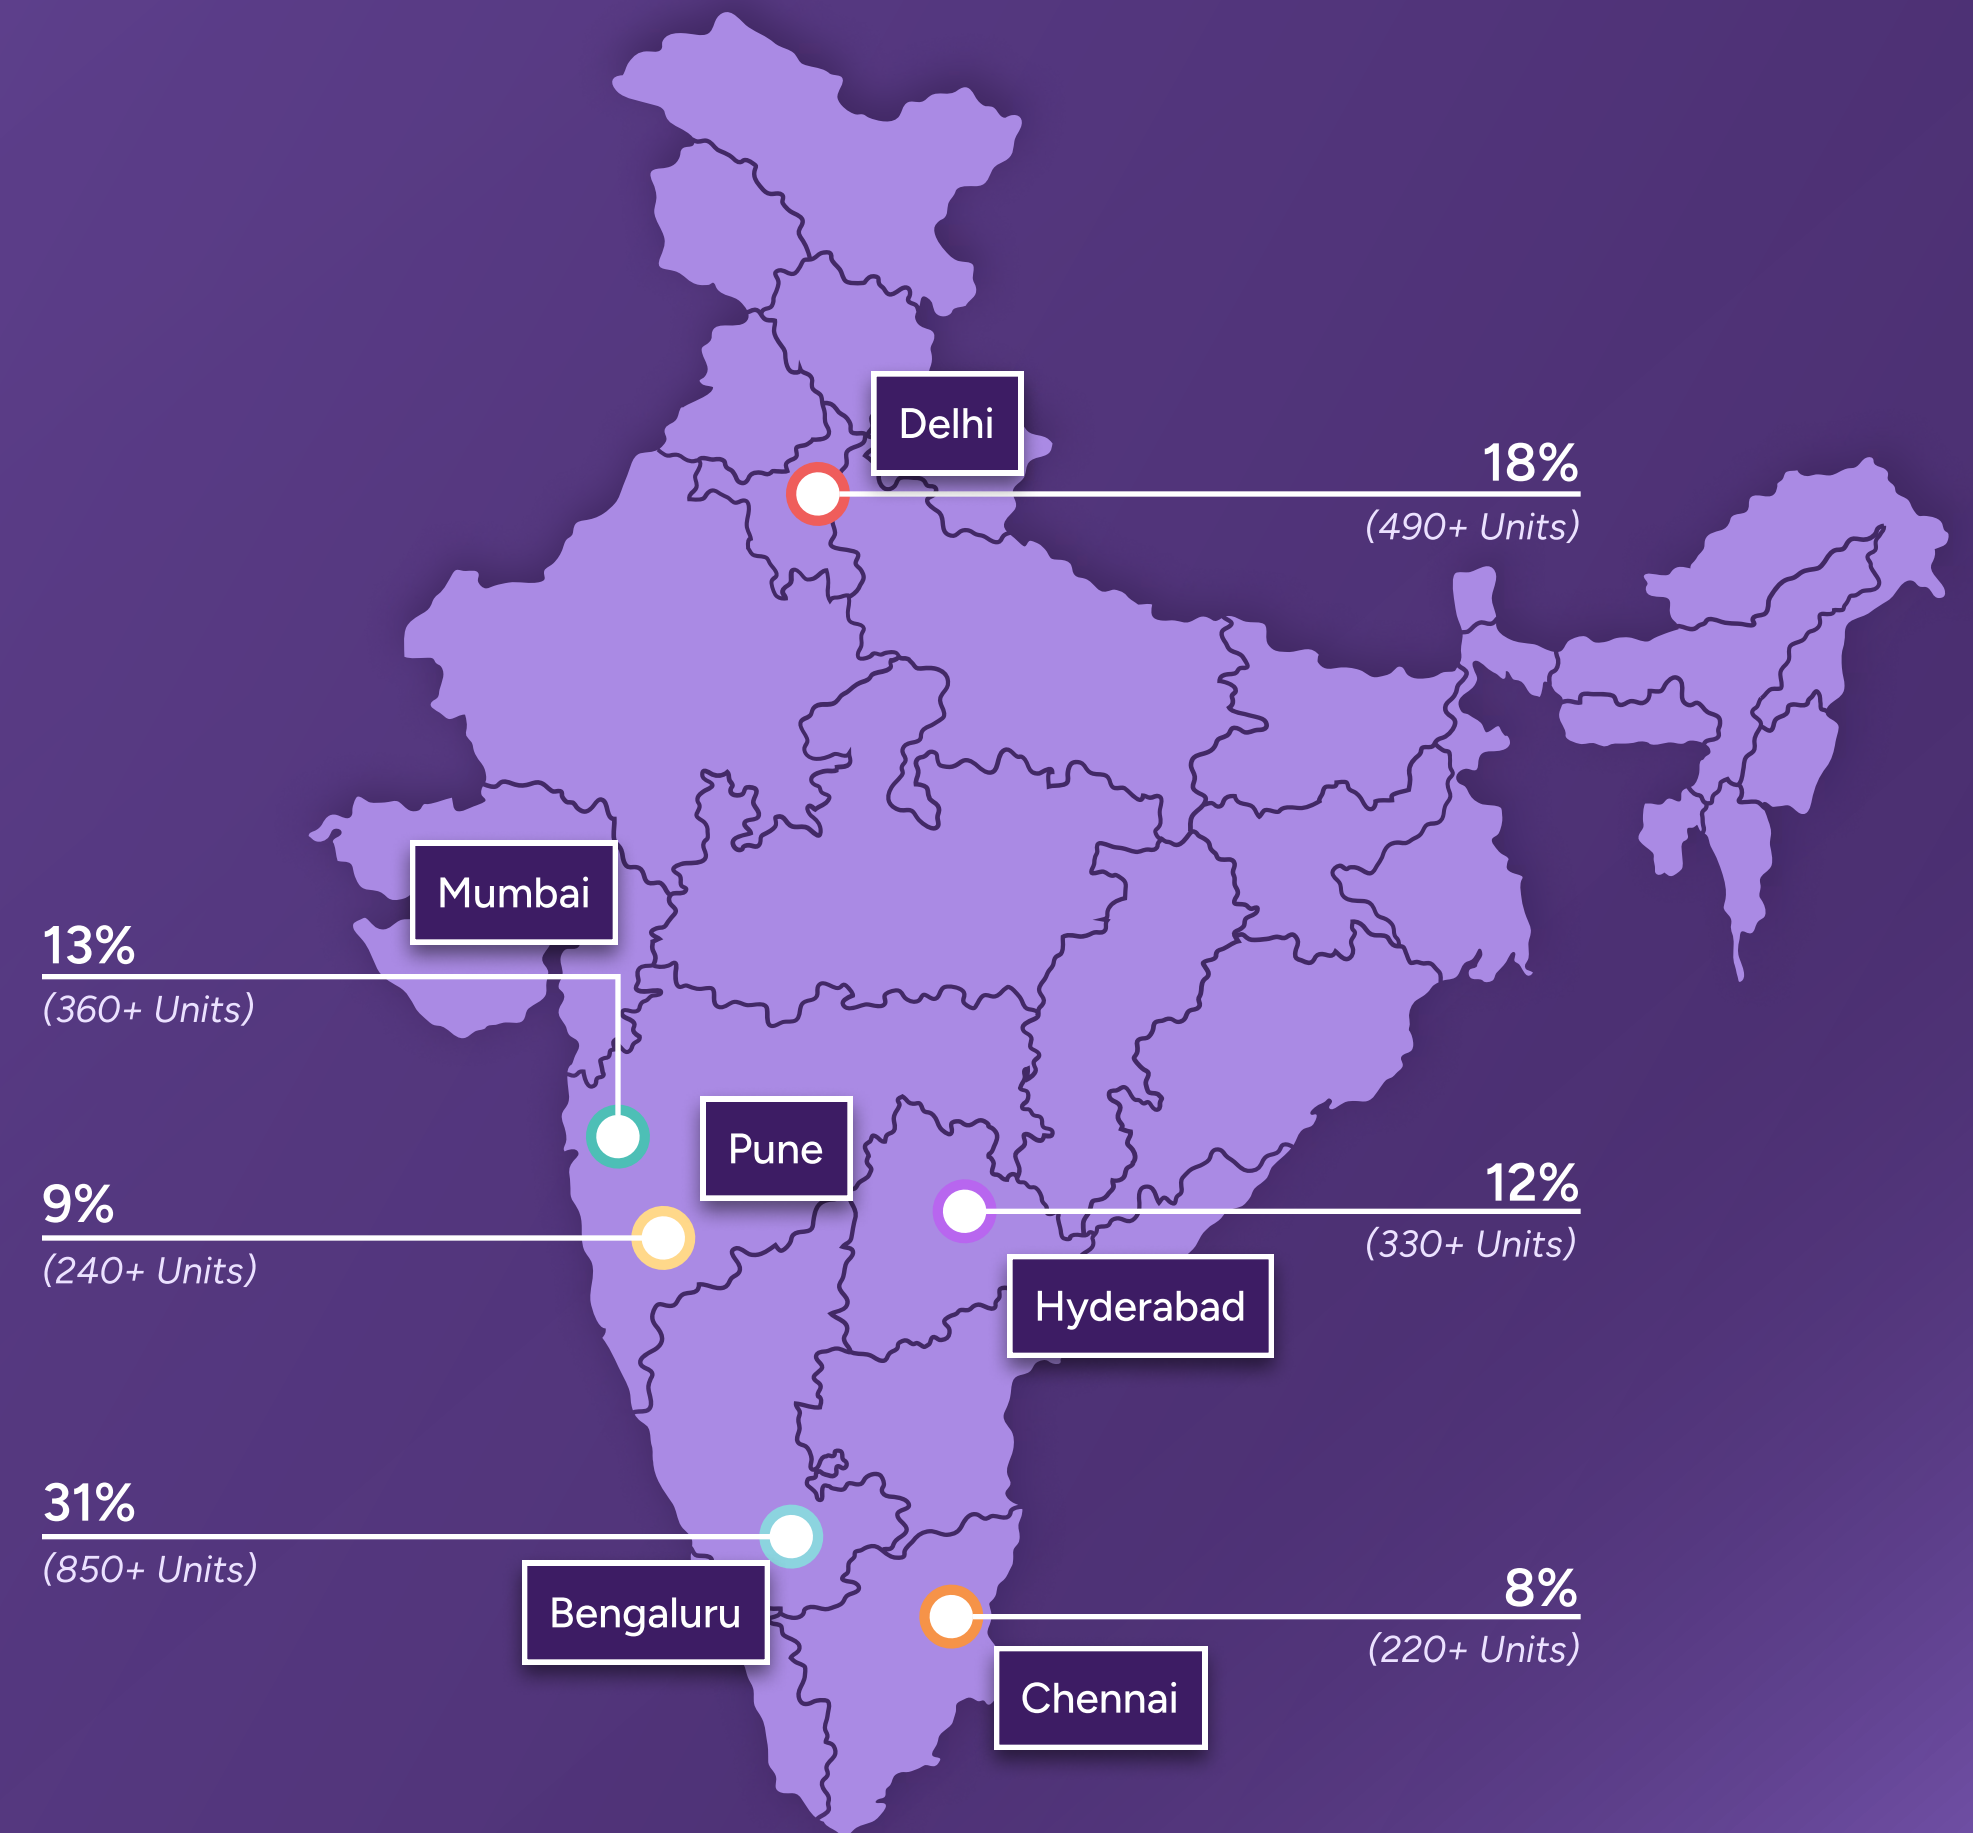 Delhi
18%
(490+ Units)
Mumbai
13%
(360+ Units)
Pune
9%
(240+ Units)
12%
(330+ Units)
Hyderabad
31%
(850+ Units)
Bengaluru
8%
(220+ Units)
Chennai